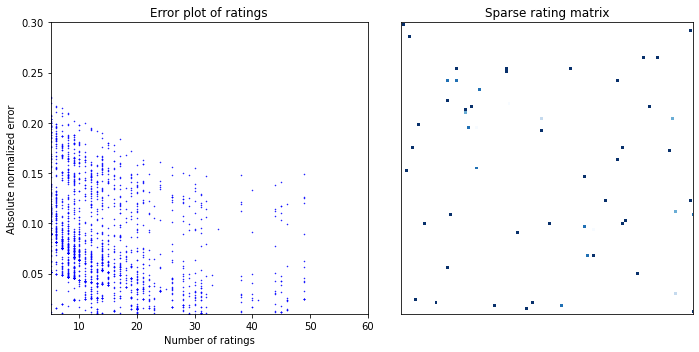 Error plot of ratings
Sparse rating matrix
0.30
0.25
0.20
0.15
0.10
0.05
Absolute normalized error
10 20 30 40 50 60
Number of ratings